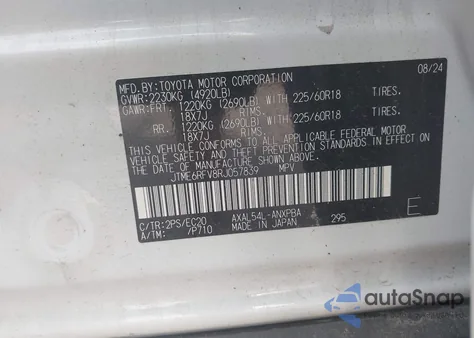 MFD.BY:TOYOTA MOTOR CORPORATION 08/24
GVWR:2230KG (4920LB)
GAWR:FRT. 1220KG (2690LB) WITH 225/60R18 TIRES.
18X7J RIMS.
RR. 1220KG (2690LB) WITH 225/60R18 TIRES.
18X7J RIMS.
THIS VEHICLE CONFORMS TO ALL APPLICABLE FEDERAL MOTOR
VEHICLE SAFETY, BUMPER, AND THEFT PREVENTION STANDARDS
IN EFFECT ON THE DATE OF MANUFACTURE SHOWN ABOVE.
JTME6RFV8RJ057839 MPV
C/TR:2PS/EC20 AXAL54L-ANXPBA 295 E
A/TM: /P710 MADE IN JAPAN
autoSnap